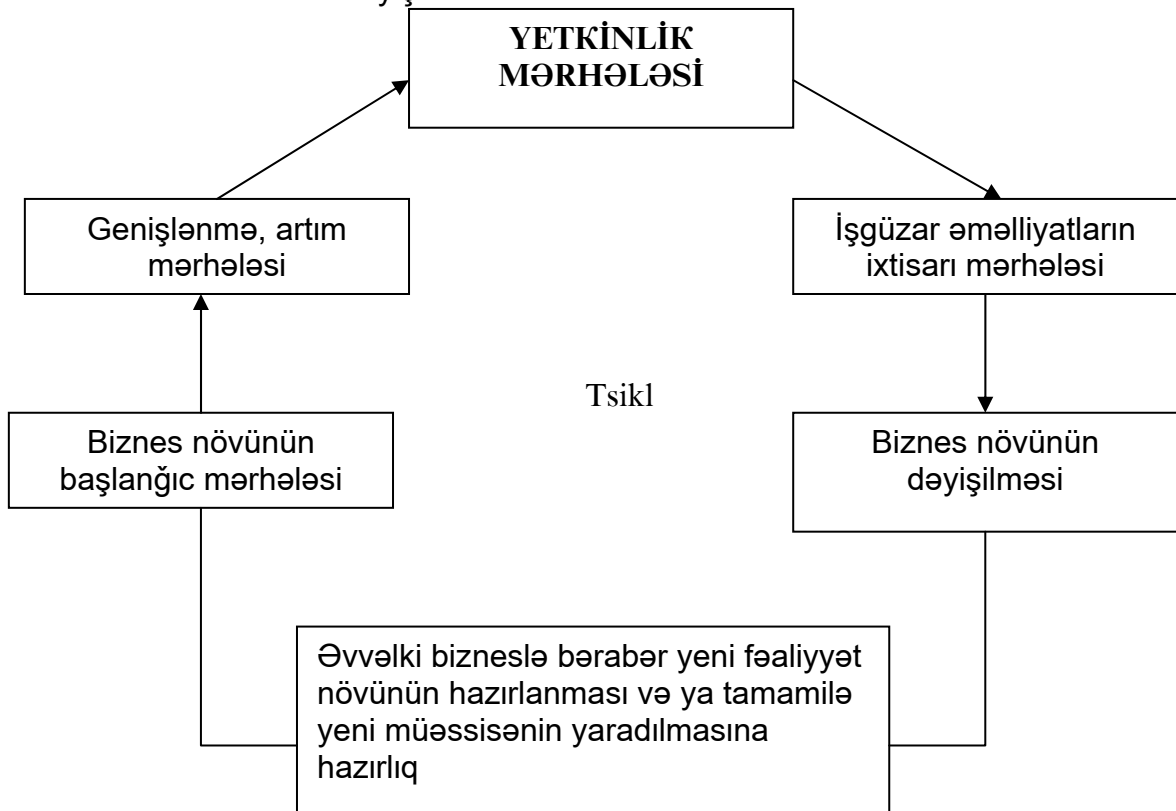 YETKİNLİK
MƏRHƏLƏSİ
Genişlənmə, artım
mərhələsi
İşgüzar əməlliyatların
ixtisarı mərhələsi
Tsikl
Biznes növünün
başlanğıc mərhələsi
Biznes növünün
dəyişilməsi
Əvvəlki bizneslə bərabər yeni fəaliyyət
növünün hazırlanması və ya tamamilə
yeni müəssisənin yaradılmasına
hazırlıq